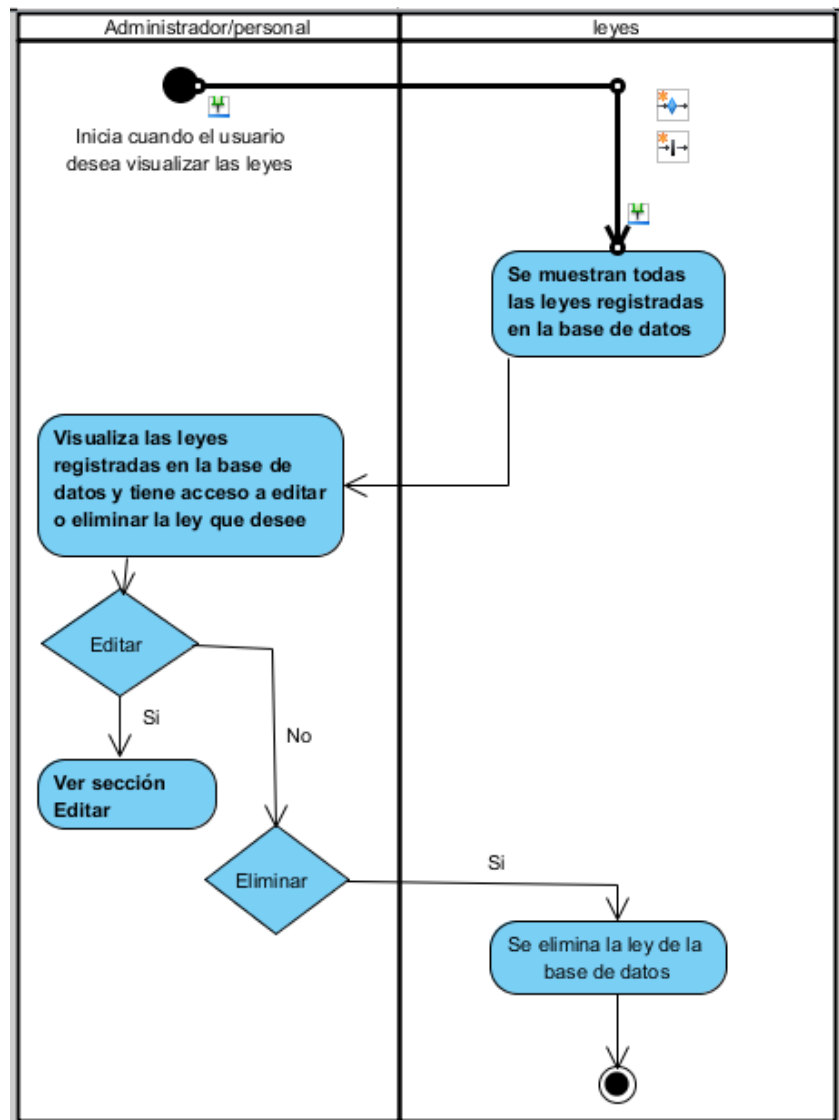 Administrador/personal
leyes
Inicia cuando el usuario
desea visualizar las leyes
Se muestran todas
las leyes registradas
en la base de datos
Visualiza las leyes
registradas en la base de
datos y tiene acceso a editar
o eliminar la ley que desee
Editar
Si
No
Ver sección
Editar
Eliminar
Si
Se elimina la ley de la
base de datos